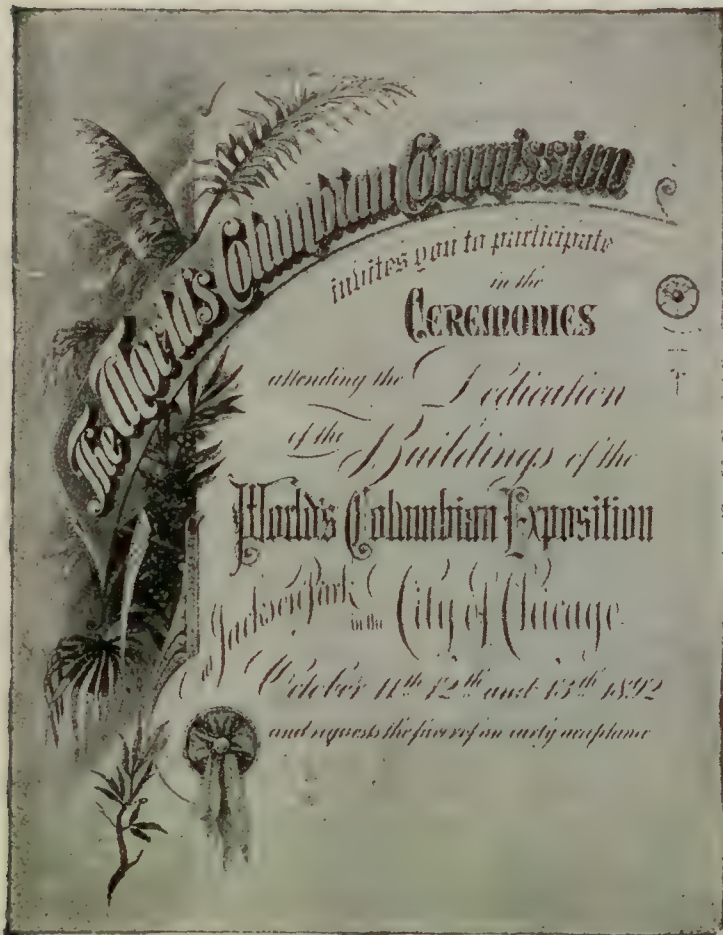 The World's Columbian Commission
invites you to participate
in the
CEREMONIES
attending the Dedication
of the Buildings of the
World's Columbian Exposition
at Jackson Park in the City of Chicago.
October 11th 12th and 13th 1892
and requests the favor of an early acceptance